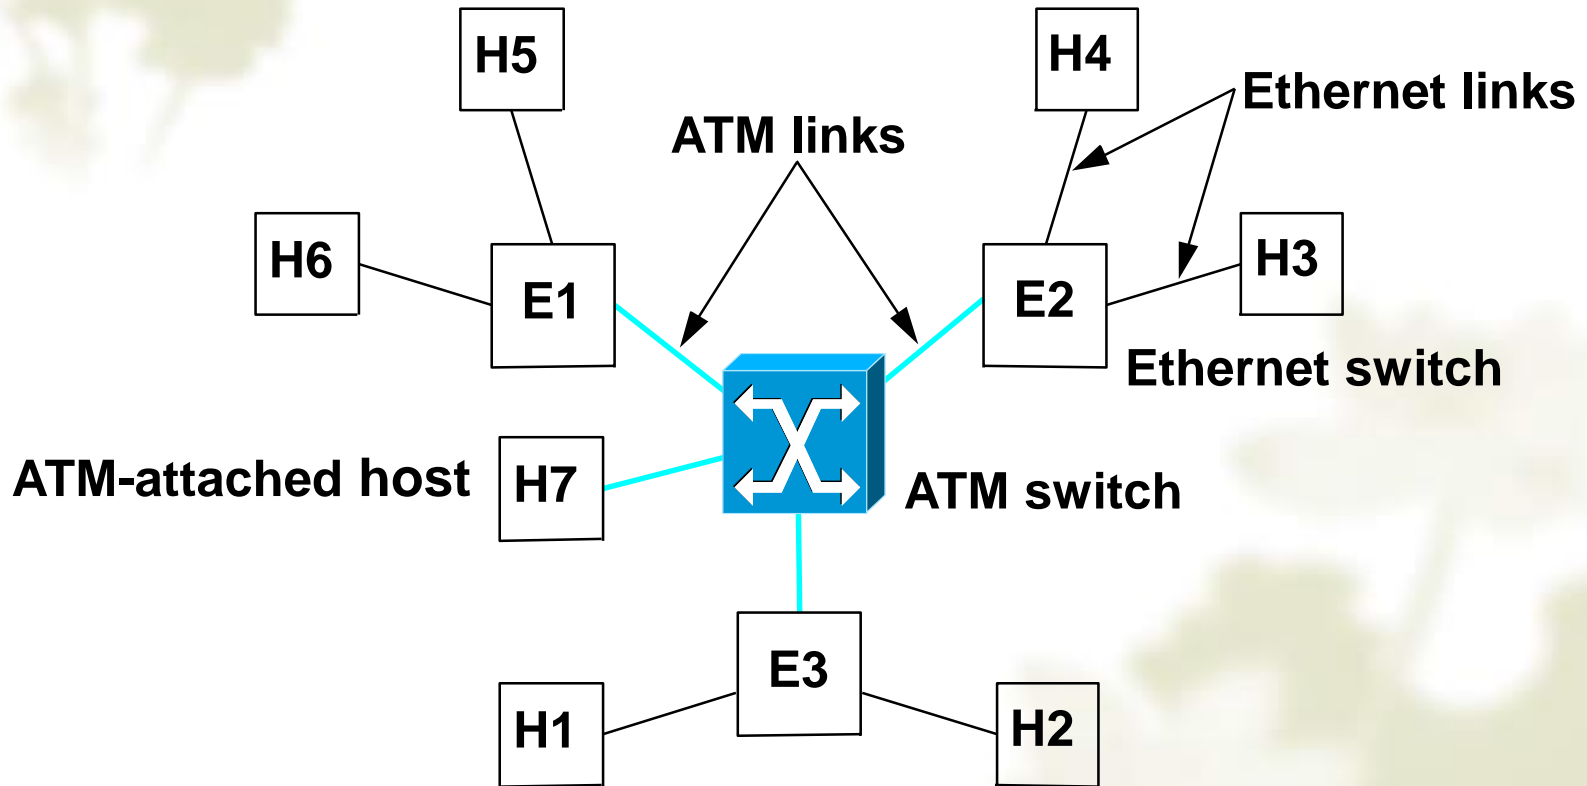 H5
H4
Ethernet links
ATM links
H6
H3
E1
E2
Ethernet switch
ATM-attached host
H7
ATM switch
E3
H1
H2